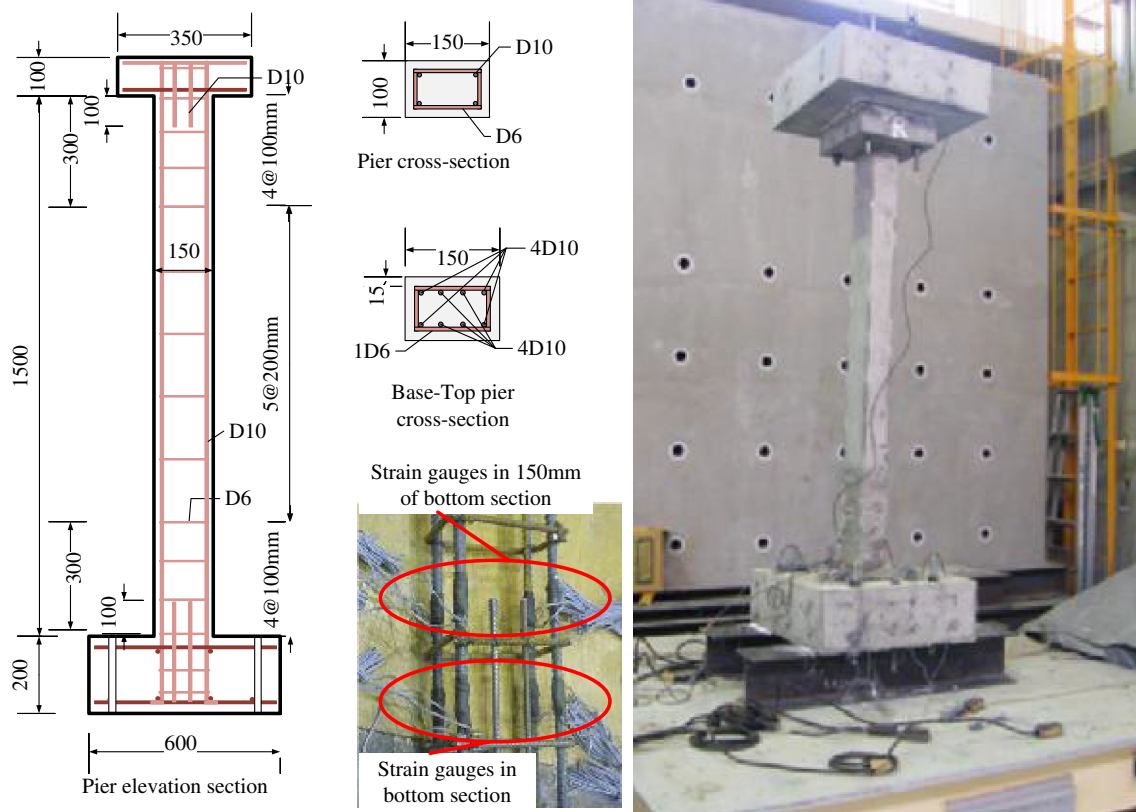 350
100
D10
100
300
4@100mm
1500
150
5@200mm
D10
D6
300
100
4@100mm
200
600
Pier elevation section
150
D10
100
D6
Pier cross-section
150
4D10
15
1D6
4D10
Base-Top pier
cross-section
Strain gauges in 150mm
of bottom section
Strain gauges in
bottom section